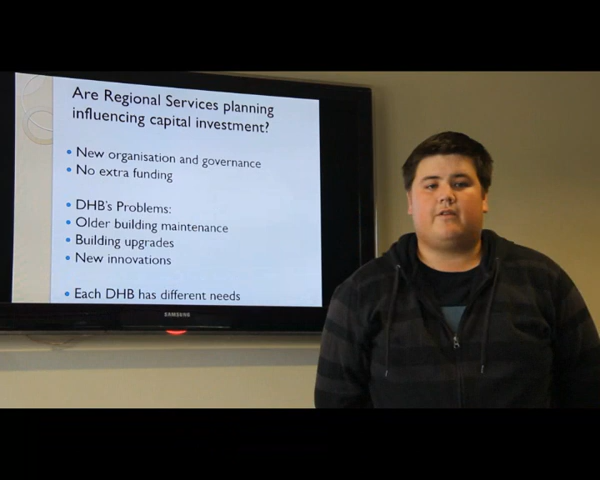 Are Regional Services planning
influencing capital investment?
• New organisation and governance
• No extra funding
• DHB's Problems:
• Older building maintenance
• Building upgrades
• New innovations
• Each DHB has different needs
SAMSUNG